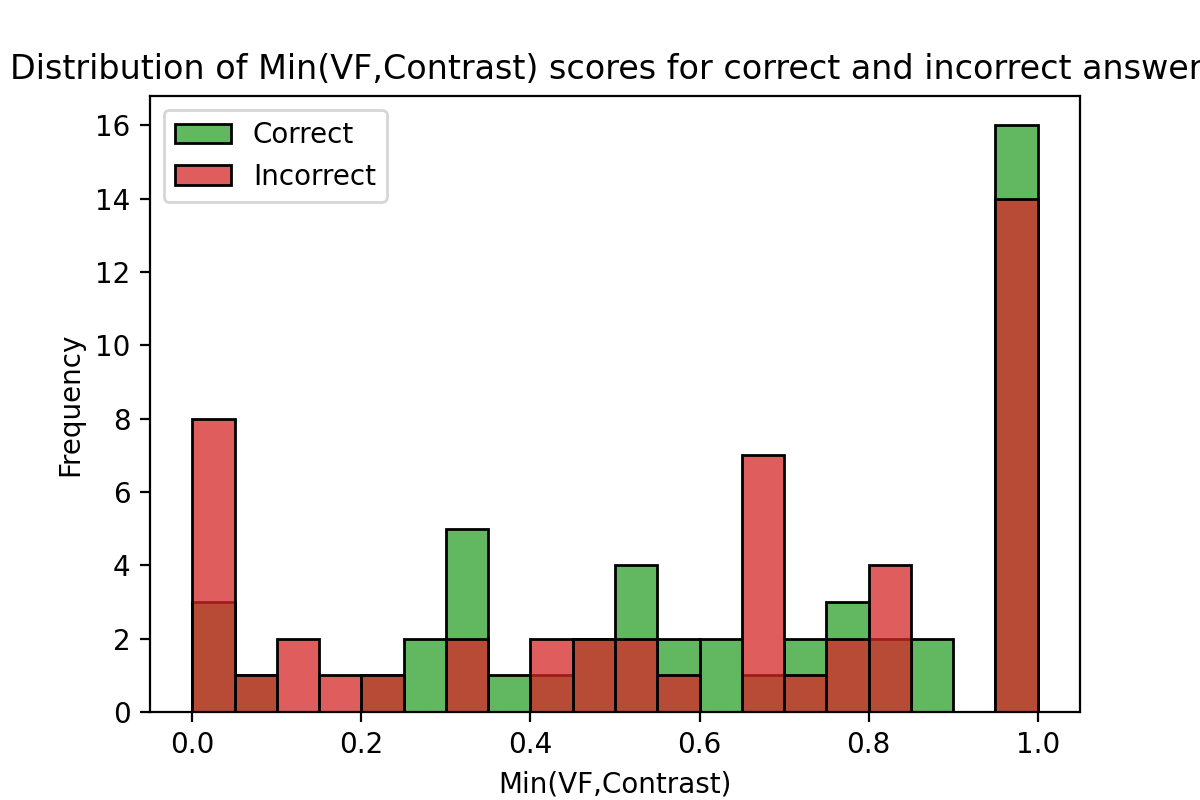 Distribution of Min(VF,Contrast) scores for correct and incorrect answer
Correct
Incorrect
16
14
12
10
8
6
4
2
0
Frequency
0.0 0.2 0.4 0.6 0.8 1.0
Min(VF,Contrast)